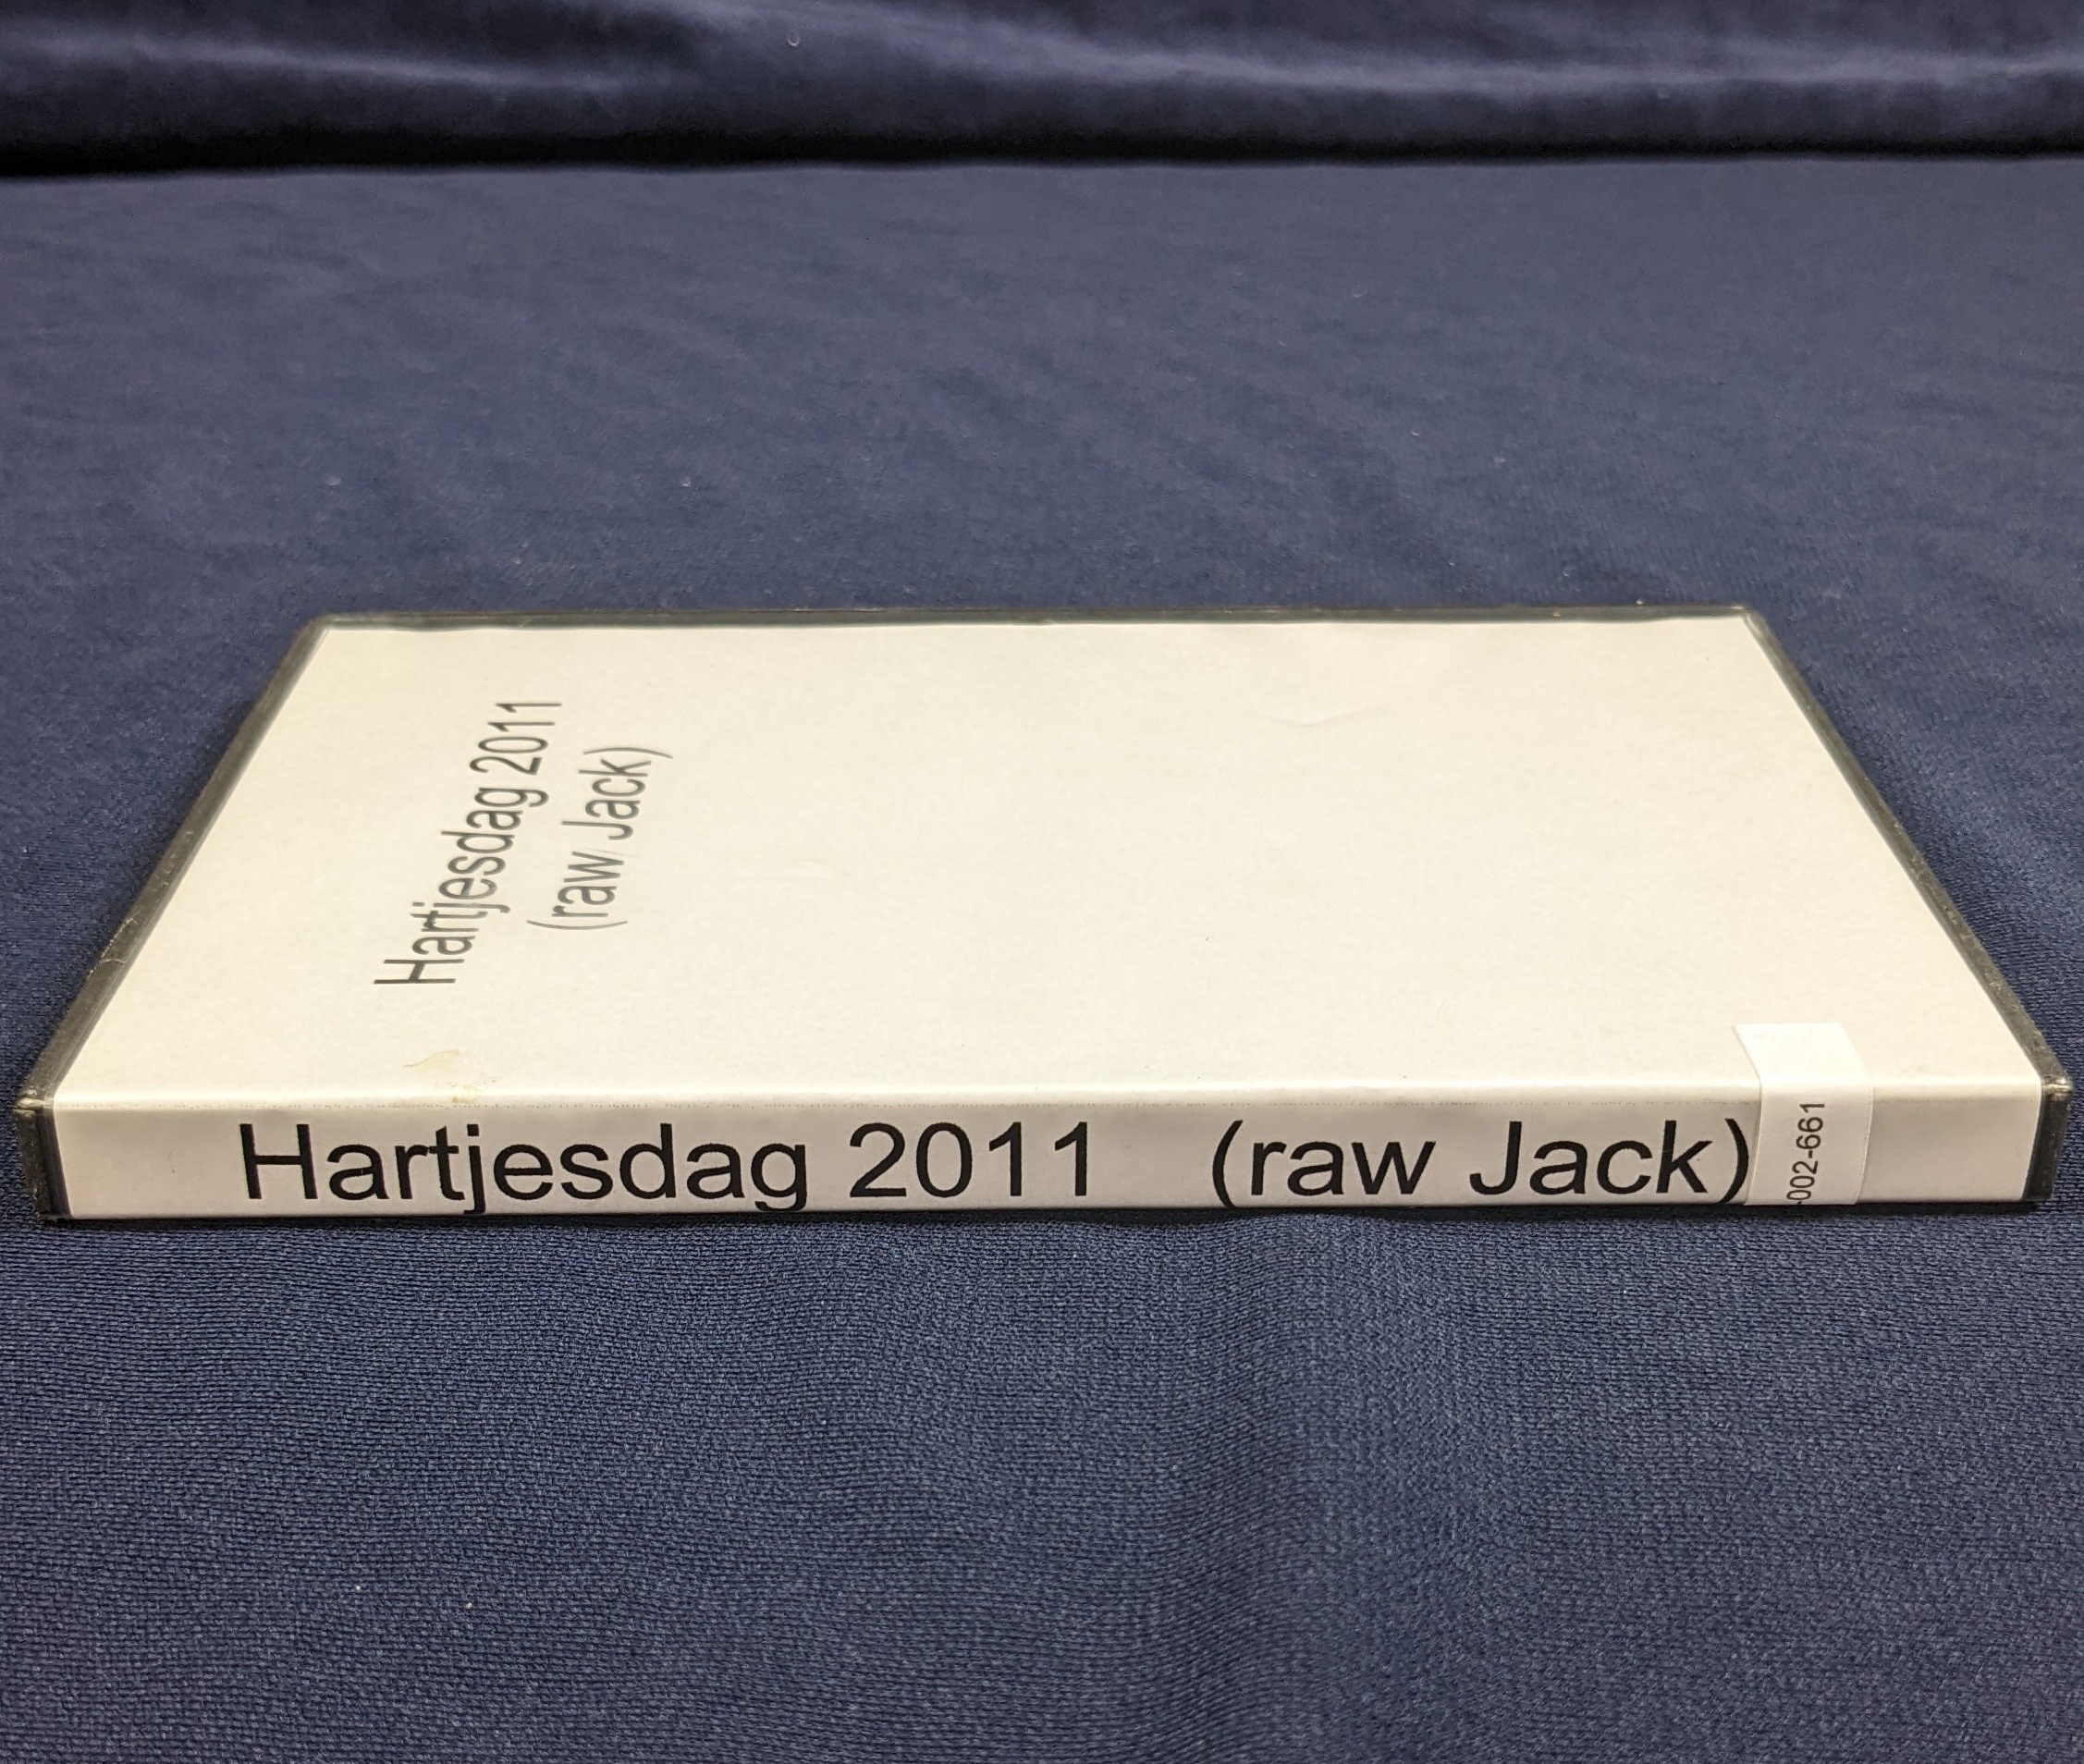 Hartjesdag 2011
(raw Jack)
Hartjesdag 2011 (raw Jack)
-002-661